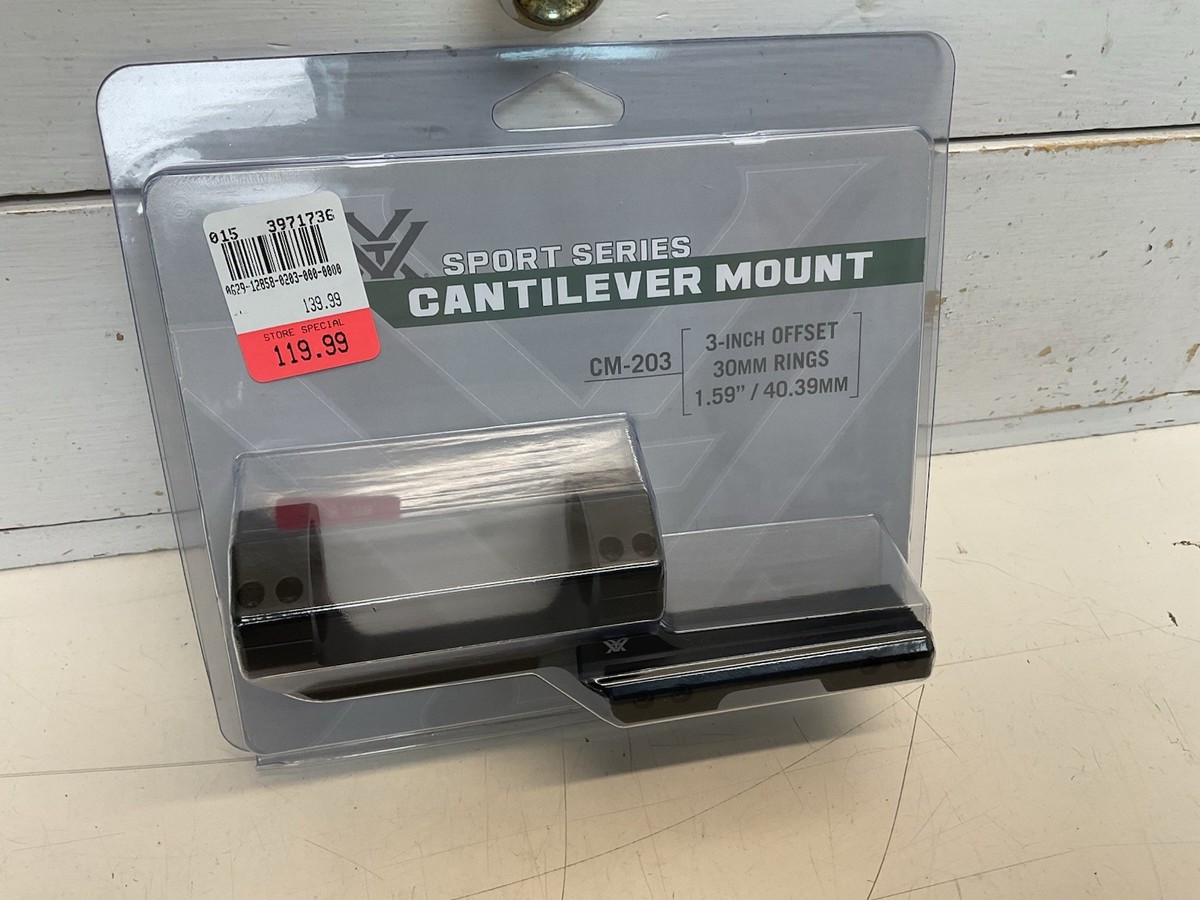 015 3971736
AG29-12858-0203-000-0000
139.99
STORE SPECIAL
119.99
SPORT SERIES
CANTILEVER MOUNT
CM-203
3-INCH OFFSET
30MM RINGS
1.59” / 40.39MM